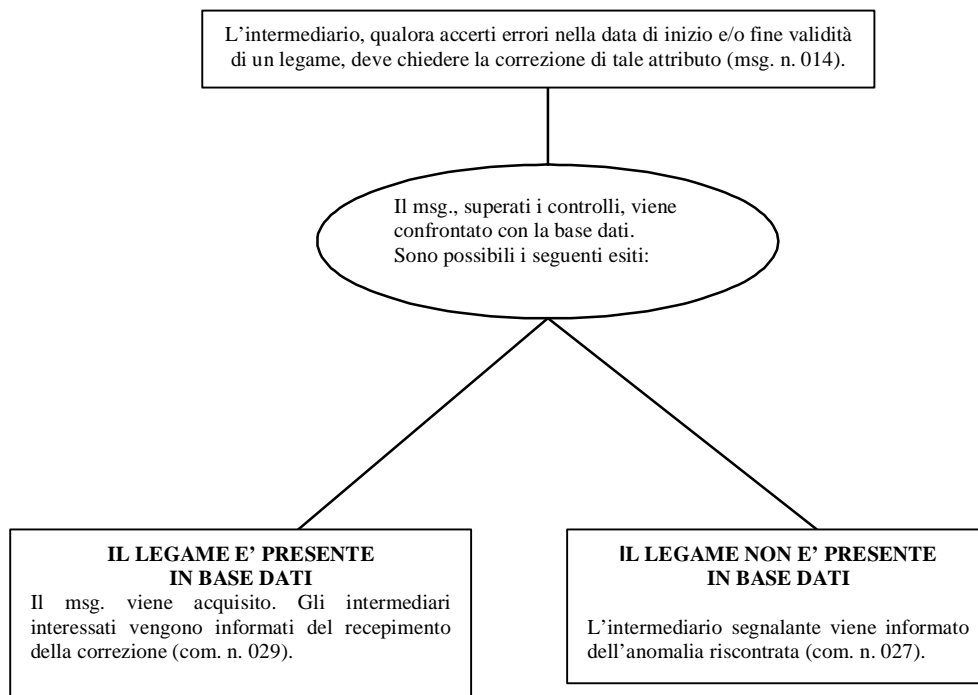 L’intermediario, qualora accerti errori nella data di inizio e/o fine validità
di un legame, deve chiedere la correzione di tale attributo (msg. n. 014).
Il msg., superati i controlli, viene
confrontato con la base dati.
Sono possibili i seguenti esiti:
IL LEGAME E’ PRESENTE
IN BASE DATI
Il msg. viene acquisito. Gli intermediari
interessati vengono informati del recepimento
della correzione (com. n. 029).
IL LEGAME NON E’ PRESENTE
IN BASE DATI
L’intermediario segnalante viene informato
dell’anomalia riscontrata (com. n. 027).